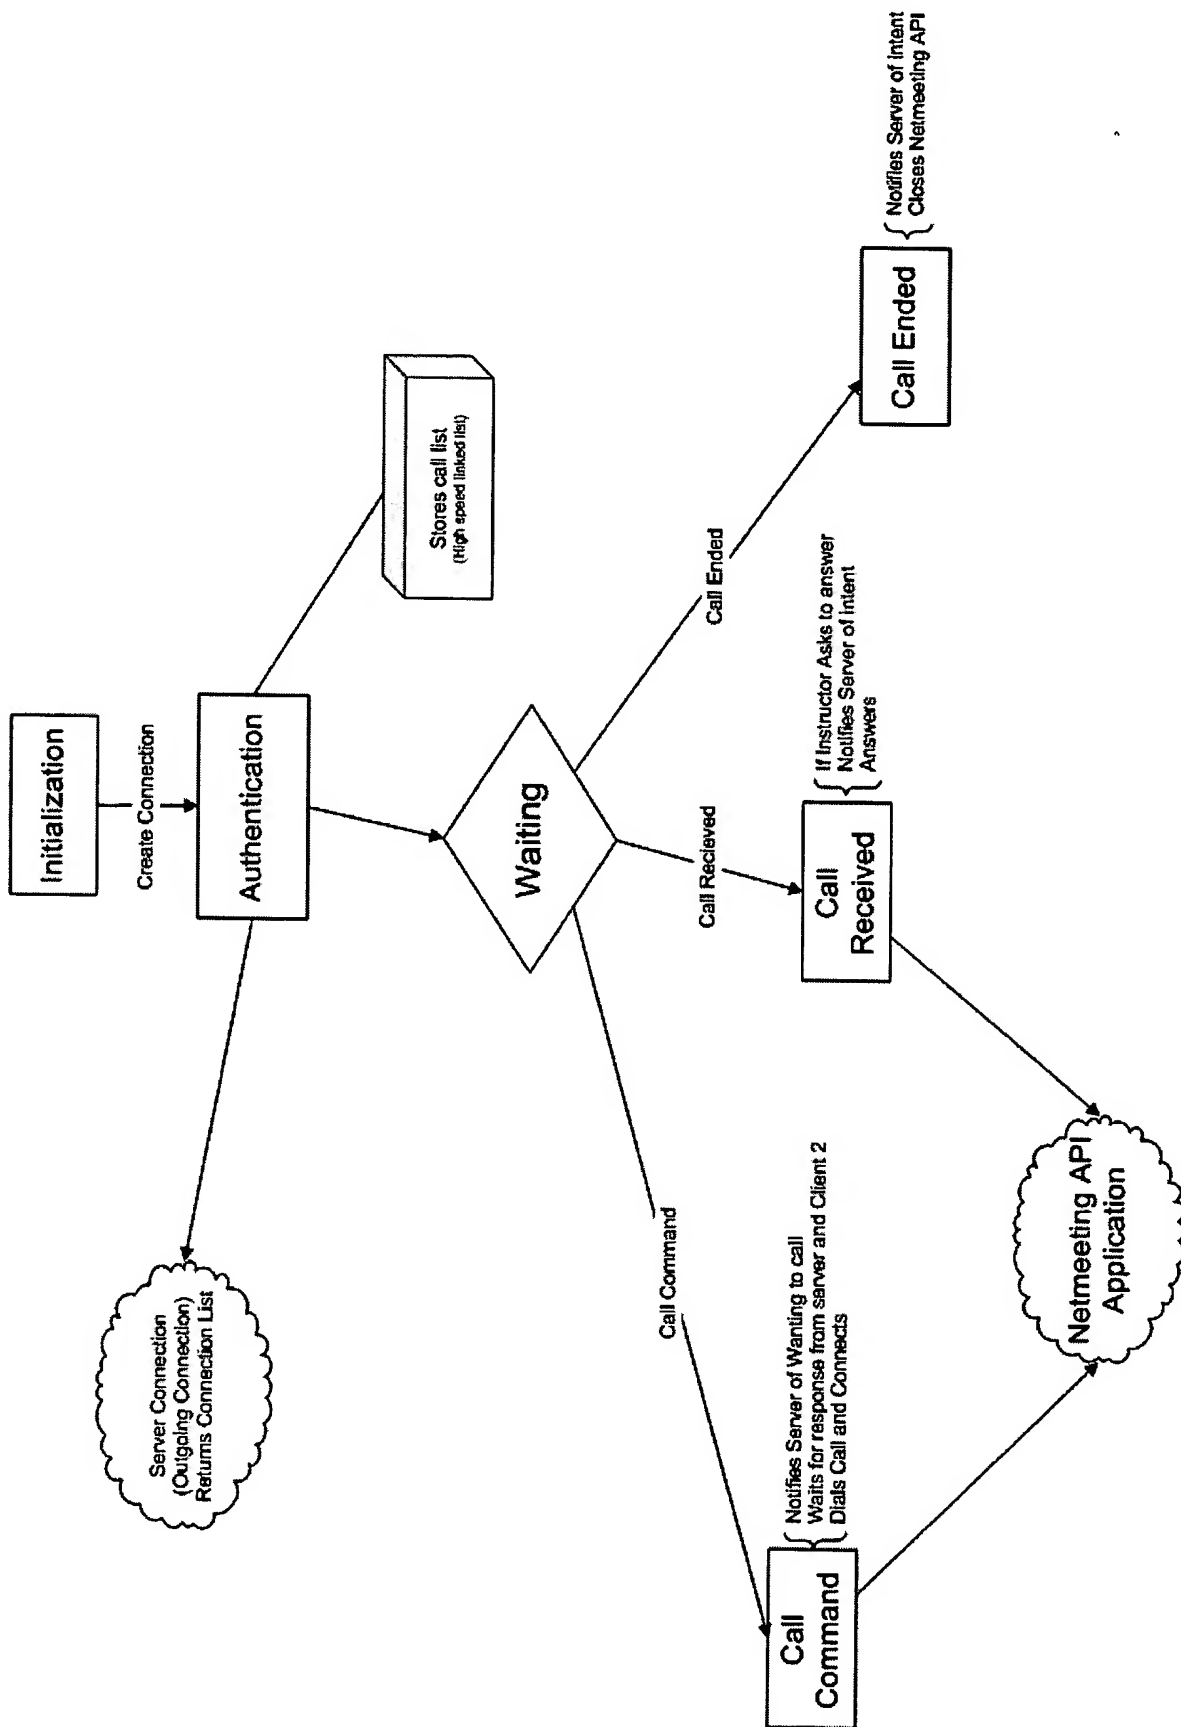 Initialization
Create Connection
Authentication
Server Connection
(Outgoing Connection)
Returns Connection List
Stores call list
(High speed linked list)
Waiting
Call Command
Call Recieved
Call Ended
Call
Command
Notifies Server of Wanting to call
Waits for response from server and Client 2
Dials Call and Connects
Call
Received
If Instructor Asks to answer
Notifies Server of intent
Answers
Call Ended
Notifies Server of Intent
Closes Netmeeting API
Netmeeting API
Application